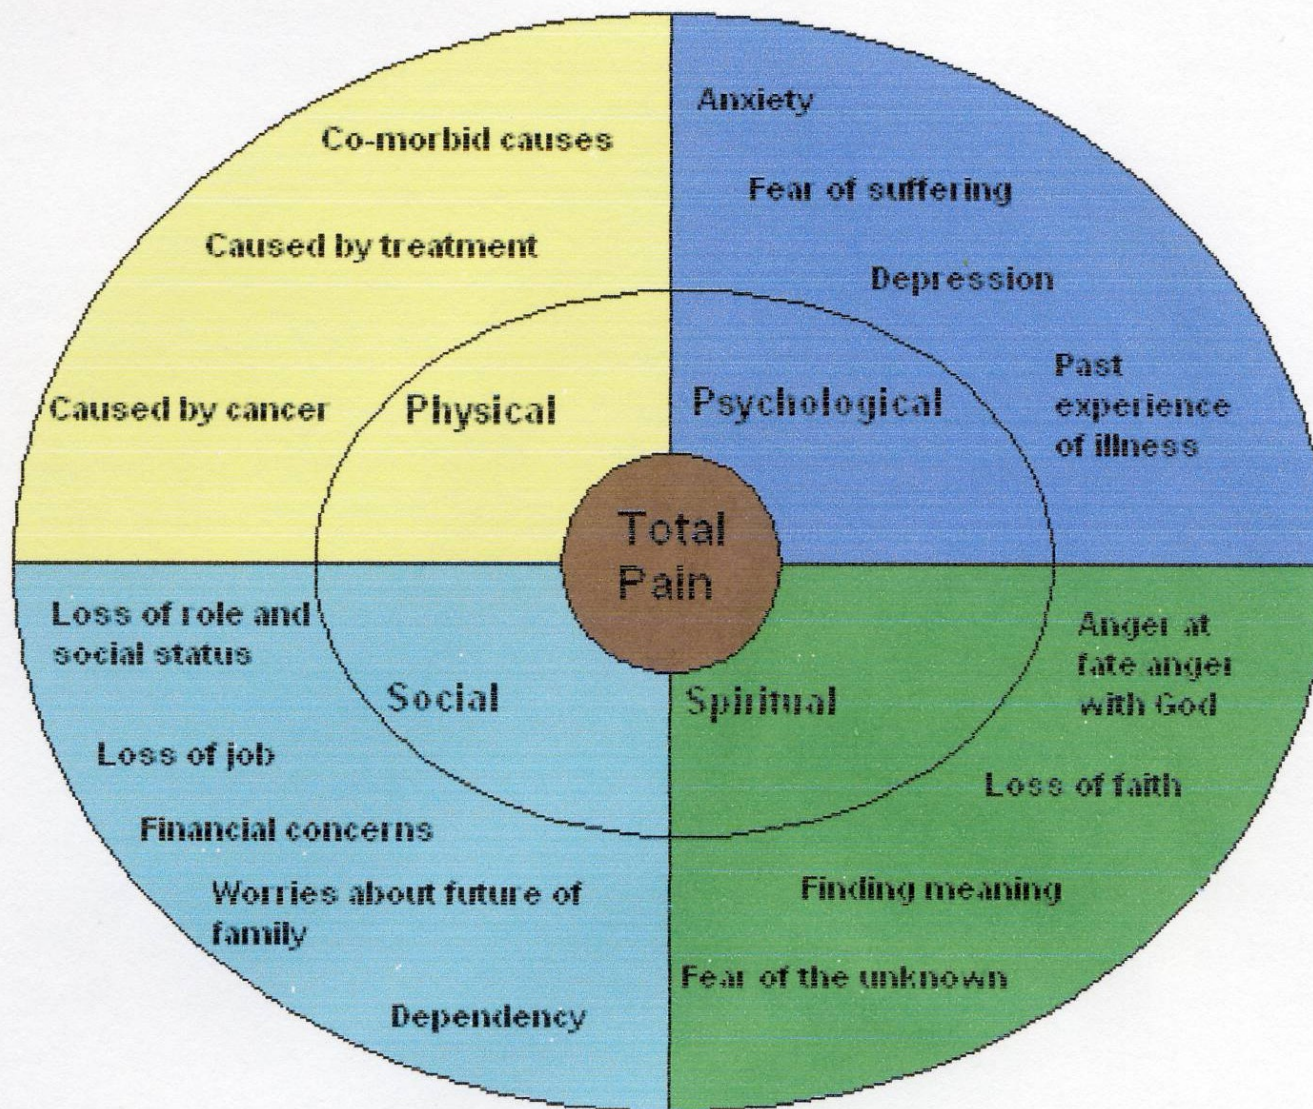 Co-morbid causes
Caused by treatment
Caused by cancer
Physical
Anxiety
Fear of suffering
Depression
Past
experience
of illness
Psychological
Total
Pain
Loss of role and
social status
Social
Loss of job
Financial concerns
Worries about future of
family
Dependency
Spiritual
Anger at
fate anger
with God
Loss of faith
Finding meaning
Fear of the unknown